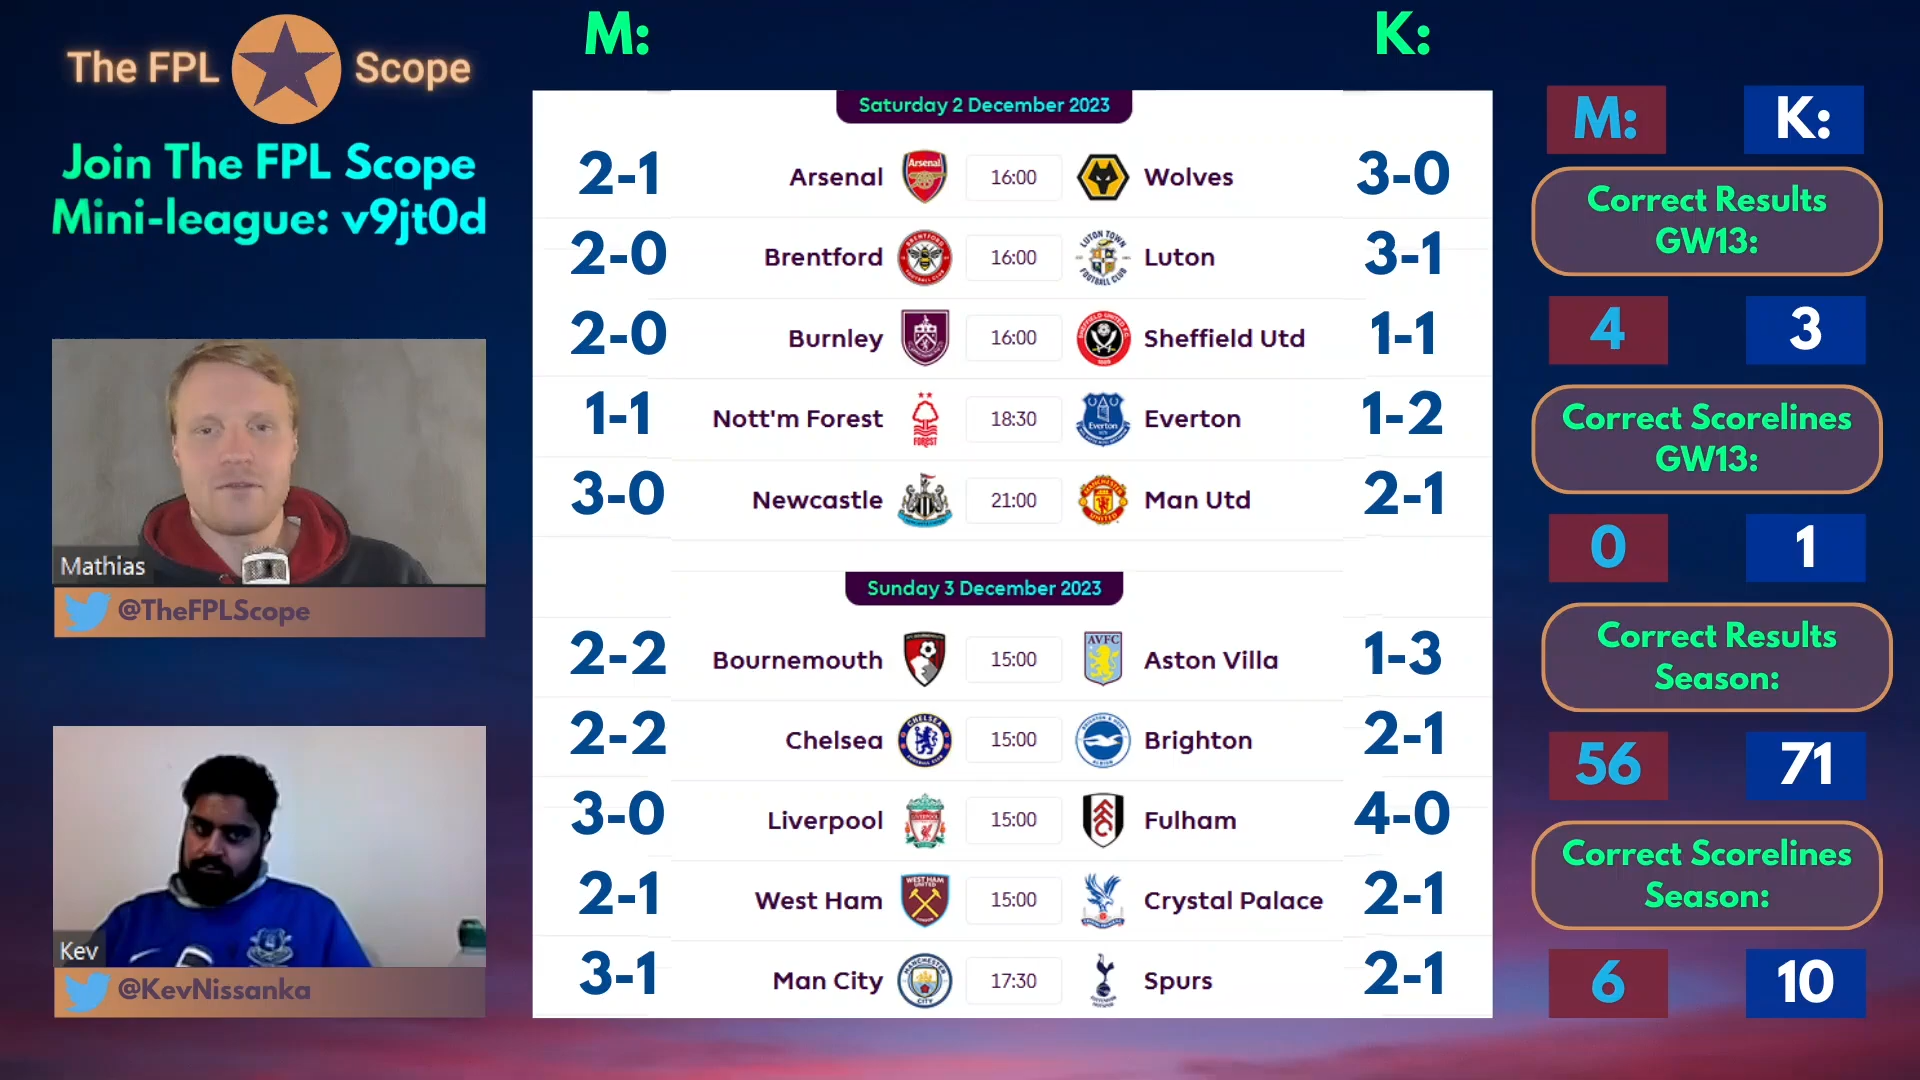 The FPL Scope
Join The FPL Scope
Mini-league: v9jt0d
Mathias
@TheFPLScope
Kev
@KevNissanka
M: K:
Saturday 2 December 2023
2-1 Arsenal 16:00 Wolves 3-0
2-0 Brentford 16:00 Luton 3-1
2-0 Burnley 16:00 Sheffield Utd 1-1
1-1 Nott'm Forest 18:30 Everton 1-2
3-0 Newcastle 21:00 Man Utd 2-1
Sunday 3 December 2023
2-2 Bournemouth 15:00 Aston Villa 1-3
2-2 Chelsea 15:00 Brighton 2-1
3-0 Liverpool 15:00 Fulham 4-0
2-1 West Ham 15:00 Crystal Palace 2-1
3-1 Man City 17:30 Spurs 2-1
M: K:
Correct Results
GW13:
4 3
Correct Scorelines
GW13:
0 1
Correct Results
Season:
56 71
Correct Scorelines
Season:
6 10